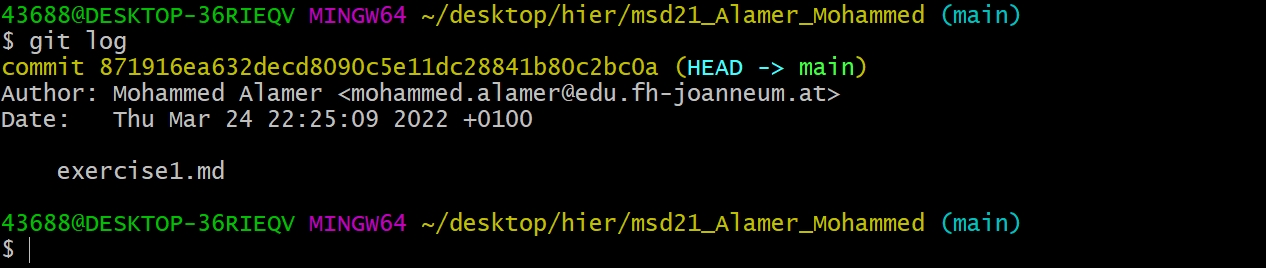 43688@DESKTOP-36RIEQV MINGW64 ~/desktop/hier/msd21_Alamer_Mohammed (main)
$ git log
commit 871916ea632decd8090c5e11dc28841b80c2bc0a (HEAD -> main)
Author: Mohammed Alamer <mohammed.alamer@edu.fh-joanneum.at>
Date:   Thu Mar 24 22:25:09 2022 +0100
    exercise1.md
43688@DESKTOP-36RIEQV MINGW64 ~/desktop/hier/msd21_Alamer_Mohammed (main)
$